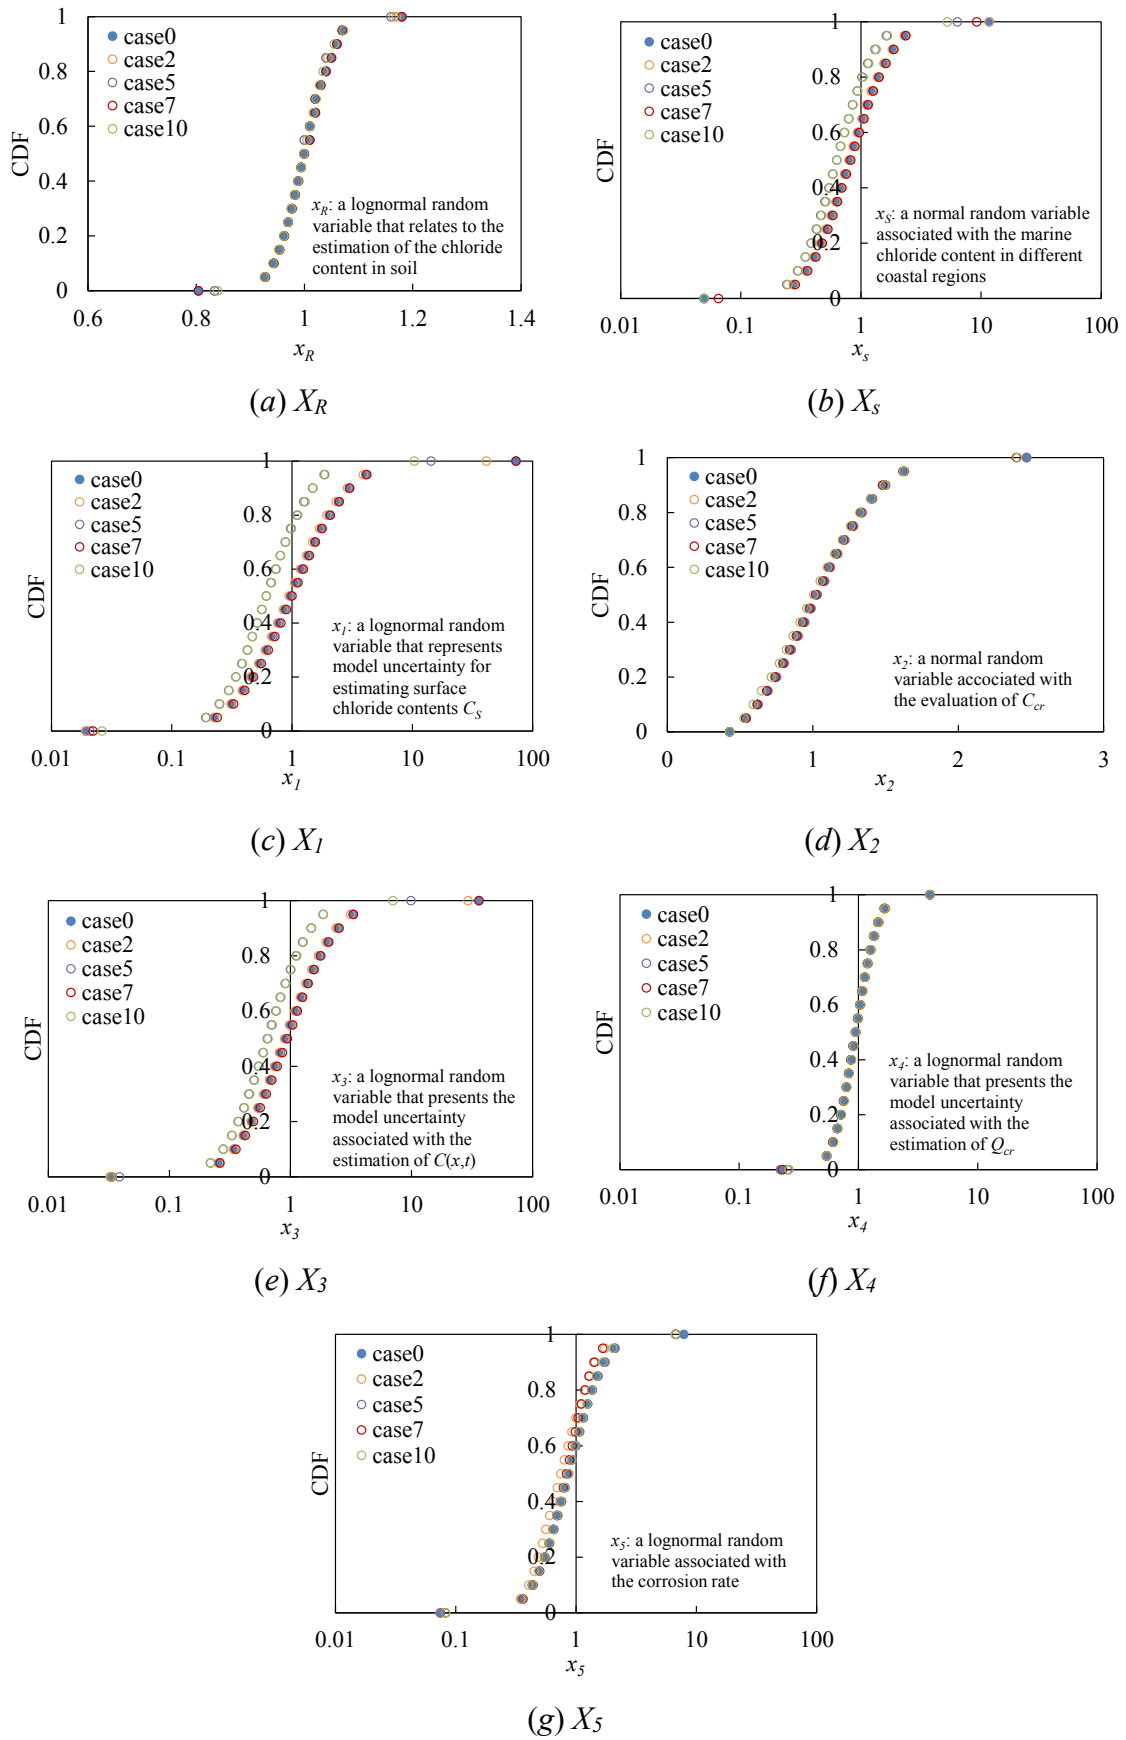 1
0.8
0.6
0.4
0.2
0
CDF
case0
case2
case5
case7
case10
x_R: a lognormal random
variable that relates to the
estimation of the chloride
content in soil
0.6 0.8 1 1.2 1.4
x_R
(a) X_R
1
0.8
0.6
0.4
0.2
0
CDF
case0
case2
case5
case7
case10
x_S: a normal random variable
associated with the marine
chloride content in different
coastal regions
0.01 0.1 1 10 100
x_s
(b) X_s
1
0.8
0.6
0.4
0.2
0
CDF
case0
case2
case5
case7
case10
x_1: a lognormal random
variable that represents
model uncertainty for
estimating surface
chloride contents C_S
0.01 0.1 1 10 100
x_1
(c) X_1
1
0.8
0.6
0.4
0.2
0
CDF
case0
case2
case5
case7
case10
x_2: a normal random
variable accociated with
the evaluation of C_cr
0 1 2 3
x_2
(d) X_2
1
0.8
0.6
0.4
0.2
0
CDF
case0
case2
case5
case7
case10
x_3: a lognormal random
variable that presents the
model uncertainty
associated with the
estimation of C(x,t)
0.01 0.1 1 10 100
x_3
(e) X_3
1
0.8
0.6
0.4
0.2
0
CDF
case0
case2
case5
case7
case10
x_4: a lognormal random
variable that presents the
model uncertainty
associated with the
estimation of Q_cr
0.01 0.1 1 10 100
x_4
(f) X_4
1
0.8
0.6
0.4
0.2
0
CDF
case0
case2
case5
case7
case10
x_5: a lognormal random
variable associated with
the corrosion rate
0.01 0.1 1 10 100
x_5
(g) X_5